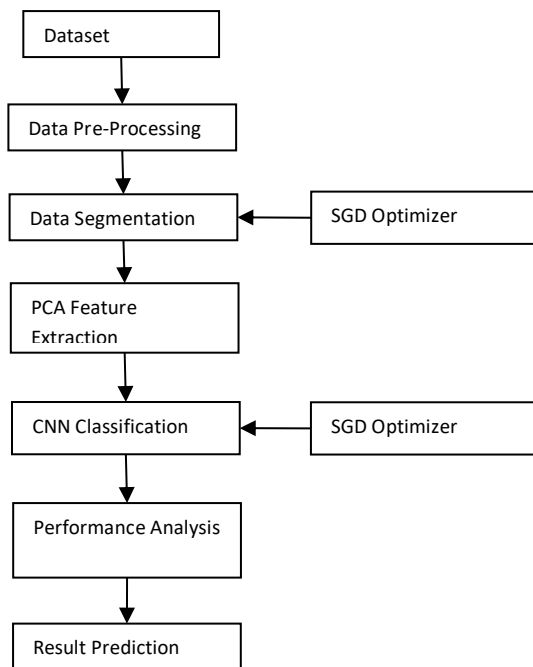 Dataset
Data Pre-Processing
Data Segmentation
SGD Optimizer
PCA Feature
Extraction
CNN Classification
SGD Optimizer
Performance Analysis
Result Prediction